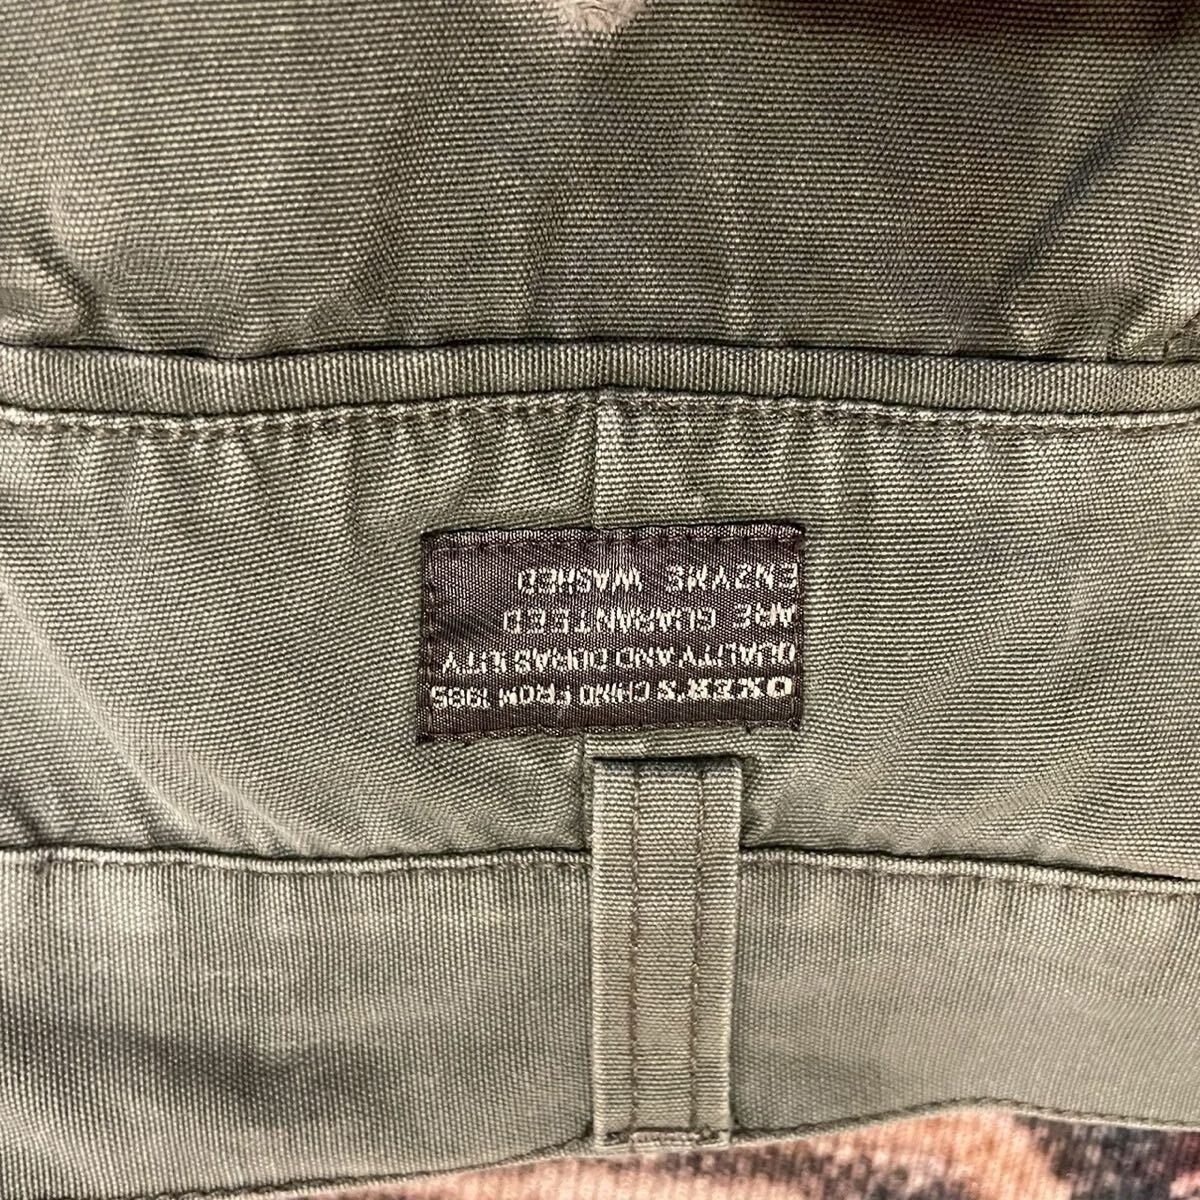 OXER'S CHINO FROM 1985
QUALITY AND DURABILITY
ARE GUARANTEED
ENZYME WASHED